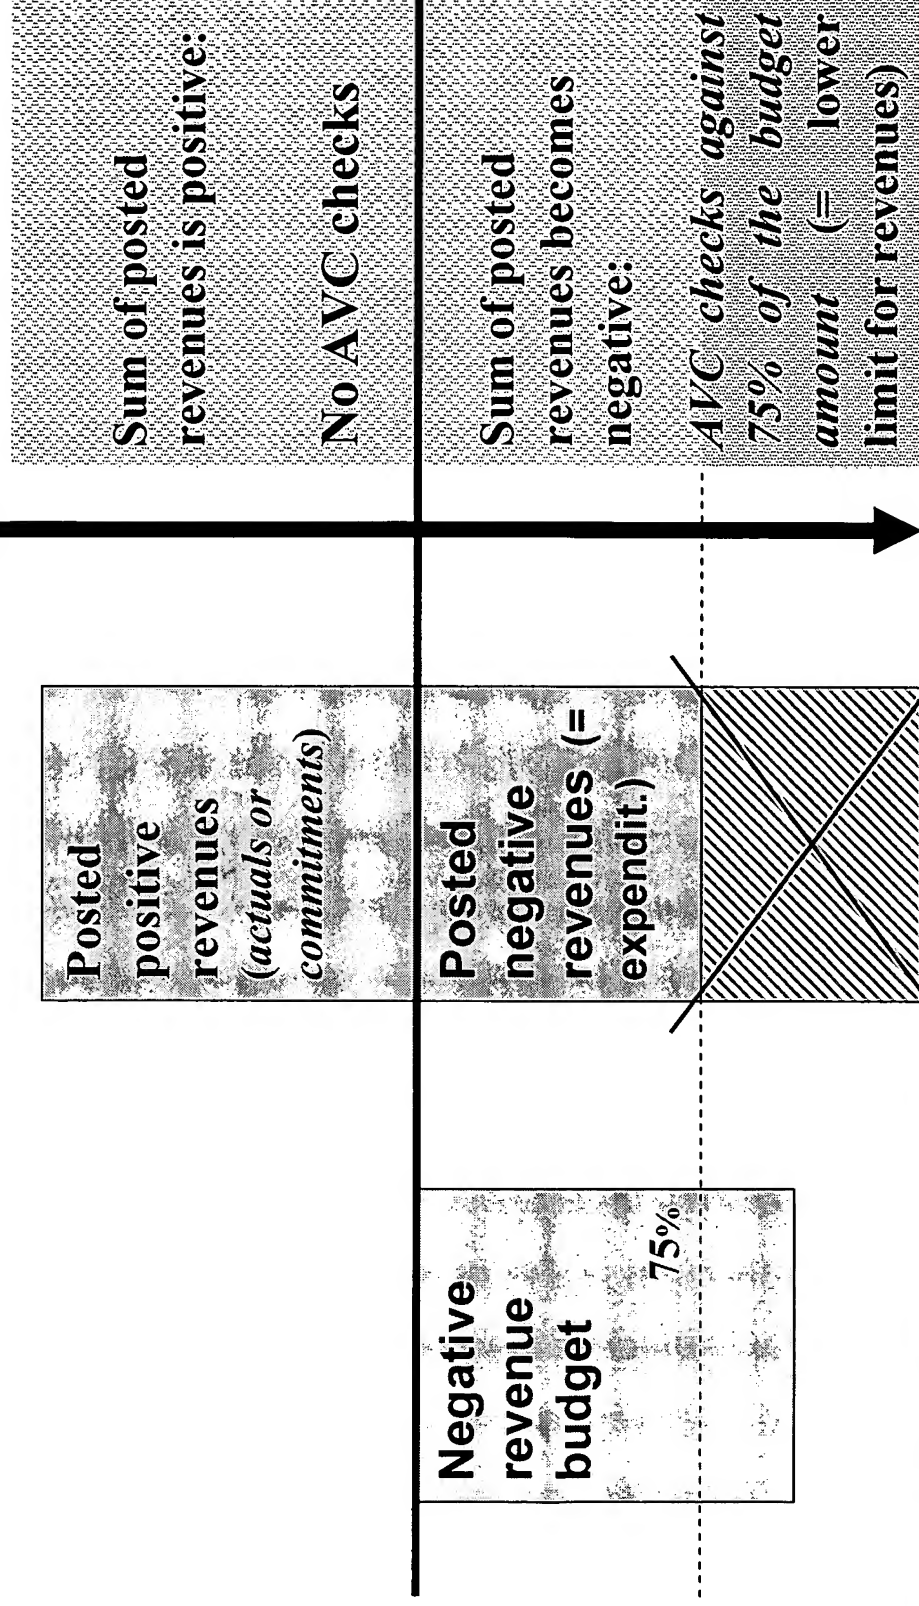 Negative
revenue
budget
75%
Posted
positive
revenues
(actuals or
commitments)
Posted
negative
revenues (=
expendit.)
Sum of posted
revenues is positive:
No AVC checks
Sum of posted
revenues becomes
negative:
AVC checks against
75% of the budget
amount (= lower
limit for revenues)